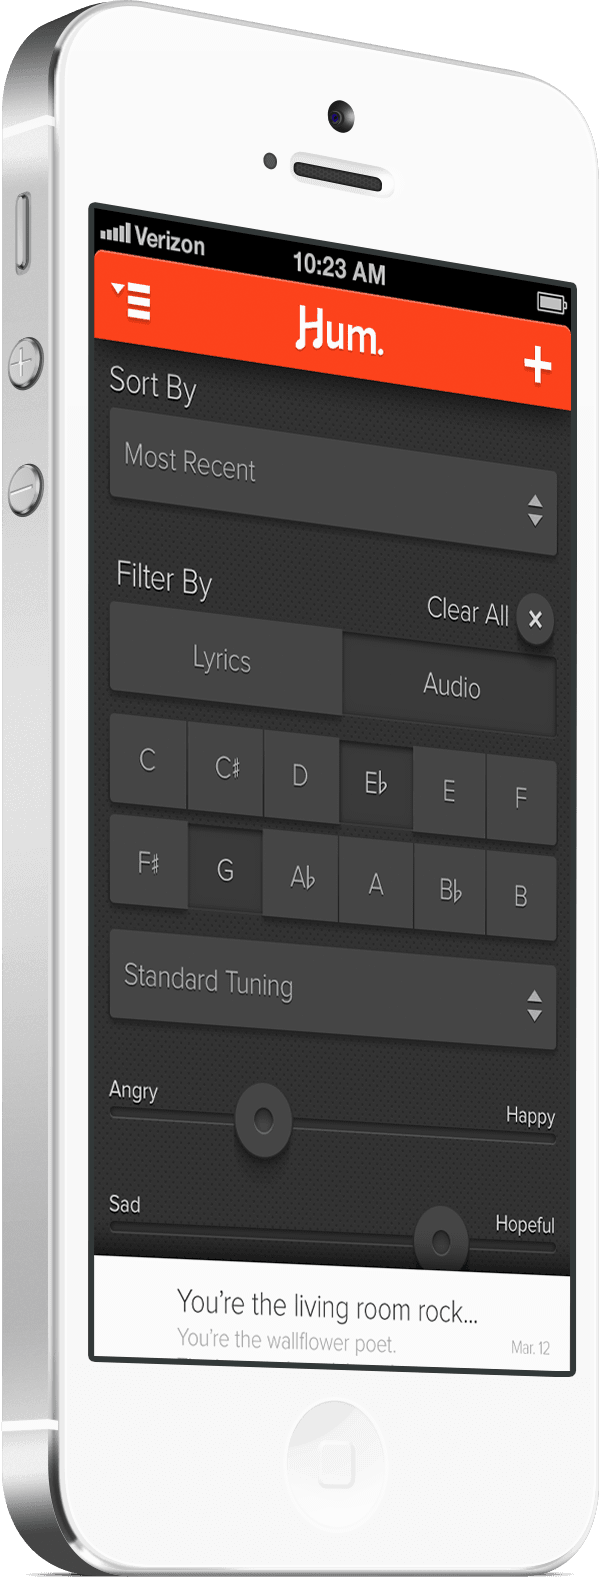 Verizon
10:23 AM
Hum.
Sort By
Most Recent
Filter By
Clear All ×
Lyrics Audio
C C♯ D E♭ E F
F♯ G A♭ A B♭ B
Standard Tuning
Angry Happy
Sad Hopeful
You're the living room rock...
You're the wallflower poet.
Mar. 12